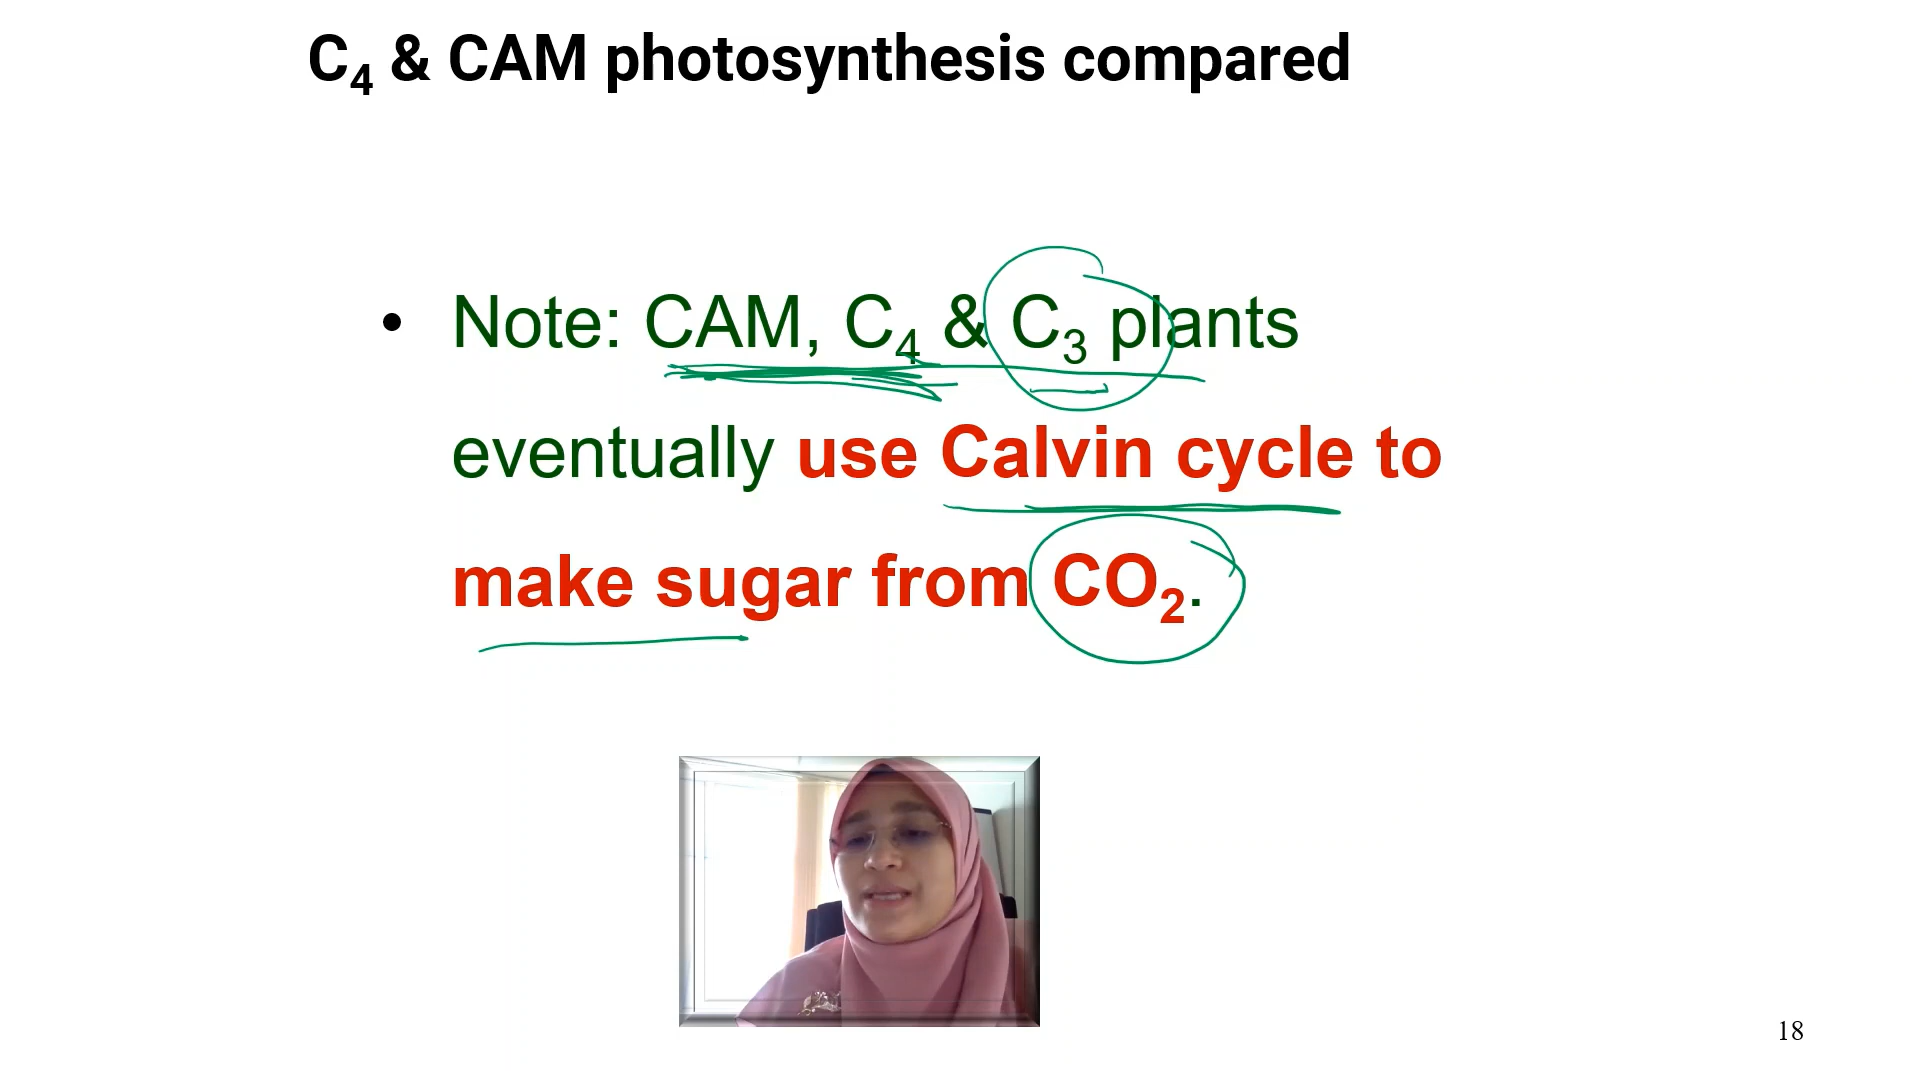 C₄ & CAM photosynthesis compared
• Note: CAM, C₄ & C₃ plants
eventually use Calvin cycle to
make sugar from CO₂.
18